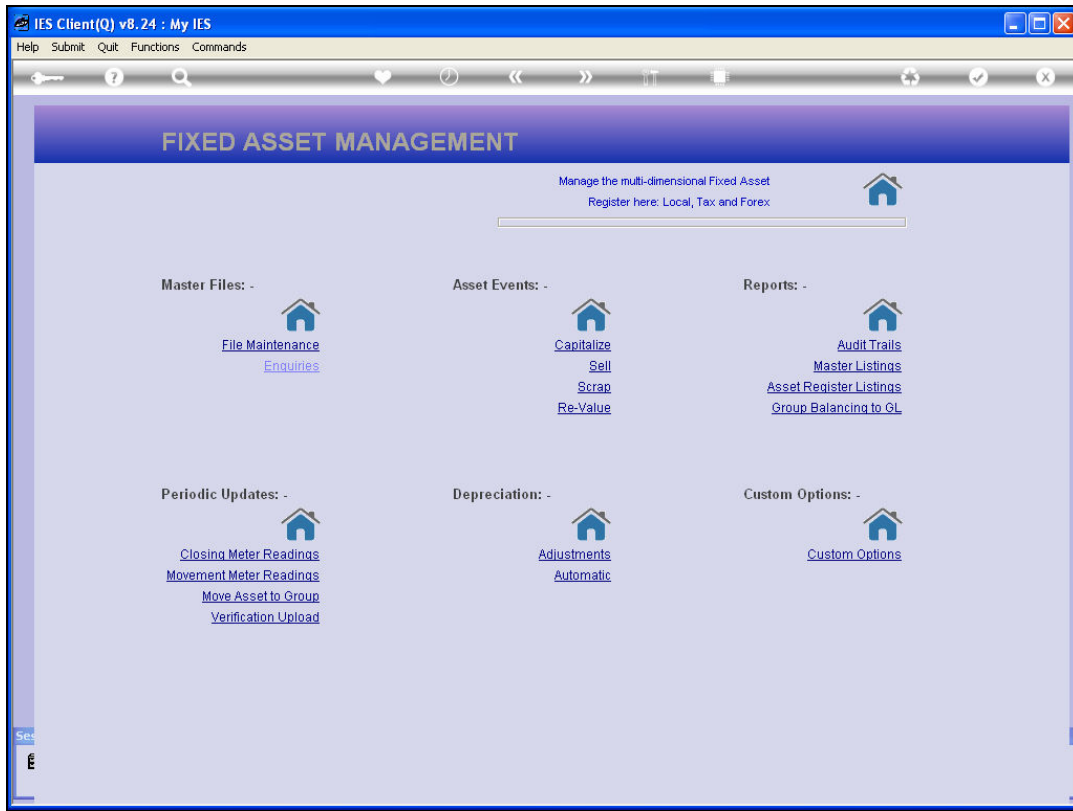 IES Client(Q) v8.24 : My IES
Help Submit Quit Functions Commands
FIXED ASSET MANAGEMENT
Manage the multi-dimensional Fixed Asset
Register here: Local, Tax and Forex
Master Files: -
File Maintenance
Enquiries
Asset Events: -
Capitalize
Sell
Scrap
Re-Value
Reports: -
Audit Trails
Master Listings
Asset Register Listings
Group Balancing to GL
Periodic Updates: -
Closing Meter Readings
Movement Meter Readings
Move Asset to Group
Verification Upload
Depreciation: -
Adjustments
Automatic
Custom Options: -
Custom Options
Ses